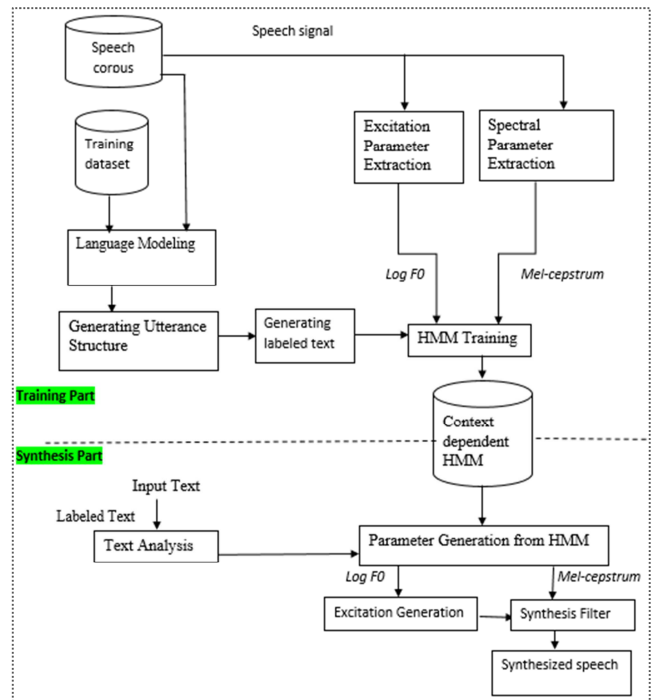 Speech signal
Speech
corpus
Training
dataset
Excitation
Parameter
Extraction
Spectral
Parameter
Extraction
Language Modeling
Log F0
Mel-cepstrum
Generating Utterance
Structure
Generating
labeled text
HMM Training
Training Part
Context
dependent
HMM
Synthesis Part
Input Text
Labeled Text
Text Analysis
Parameter Generation from HMM
Log F0
Mel-cepstrum
Excitation Generation
Synthesis Filter
Synthesized speech